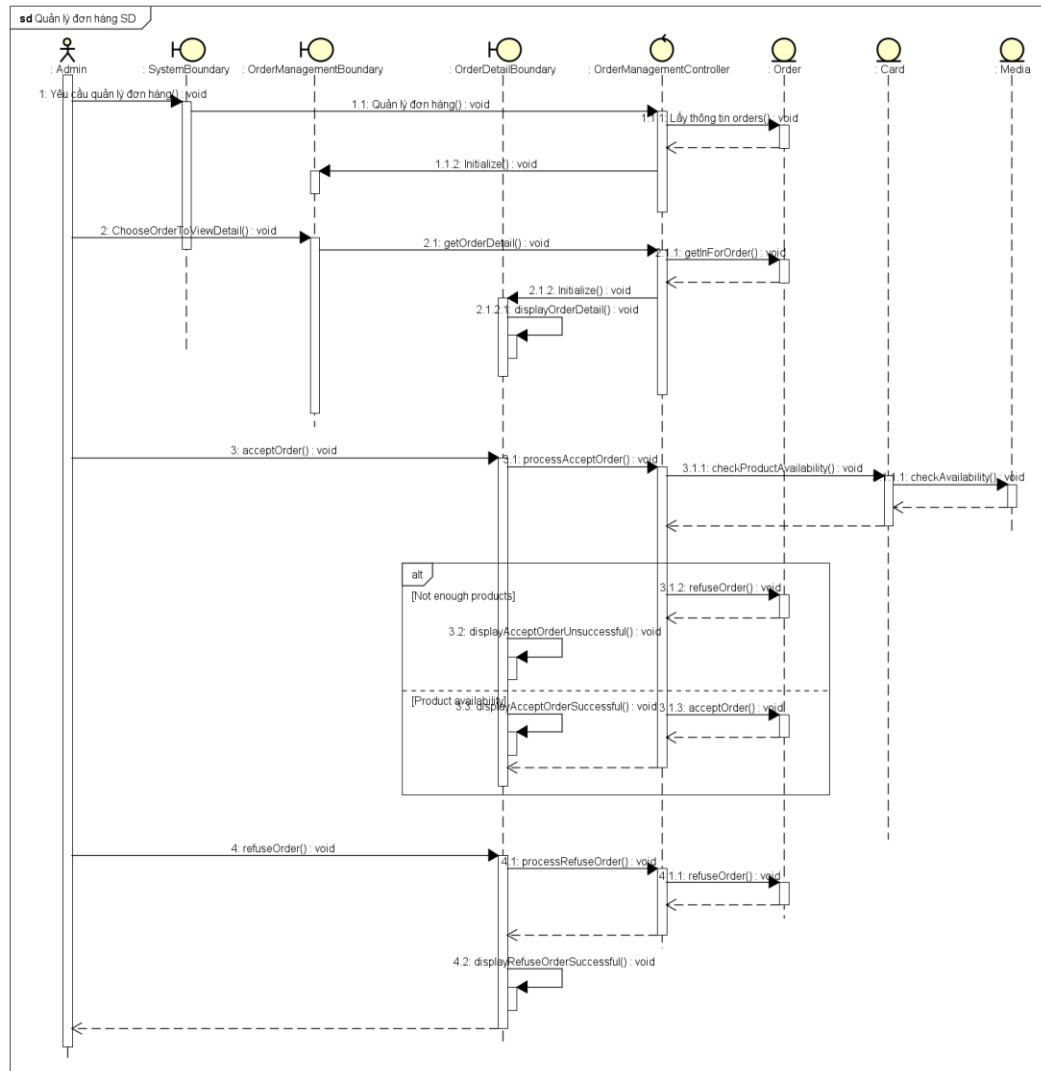 sd Quản lý đơn hàng SD
: Admin
: SystemBoundary
: OrderManagementBoundary
: OrderDetailBoundary
: OrderManagementController
: Order
: Card
: Media
1: Yêu cầu quản lý đơn hàng() : void
1.1: Quản lý đơn hàng() : void
1.1.1: Lấy thông tin orders() : void
1.1.2: Initialize() : void
2: ChooseOrderToViewDetail() : void
2.1: getOrderDetail() : void
2.1.1: getInForOrder() : void
2.1.2: Initialize() : void
2.1.2.1: displayOrderDetail() : void
3: acceptOrder() : void
3.1: processAcceptOrder() : void
3.1.1: checkProductAvailability() : void
1.1.1: checkAvailability() : void
alt
[Not enough products]
3.1.2: refuseOrder() : void
3.2: displayAcceptOrderUnsuccessful() : void
[Product availability]
3.3: displayAcceptOrderSuccessful() : void
3.1.3: acceptOrder() : void
4: refuseOrder() : void
4.1: processRefuseOrder() : void
4.1.1: refuseOrder() : void
4.2: displayRefuseOrderSuccessful() : void